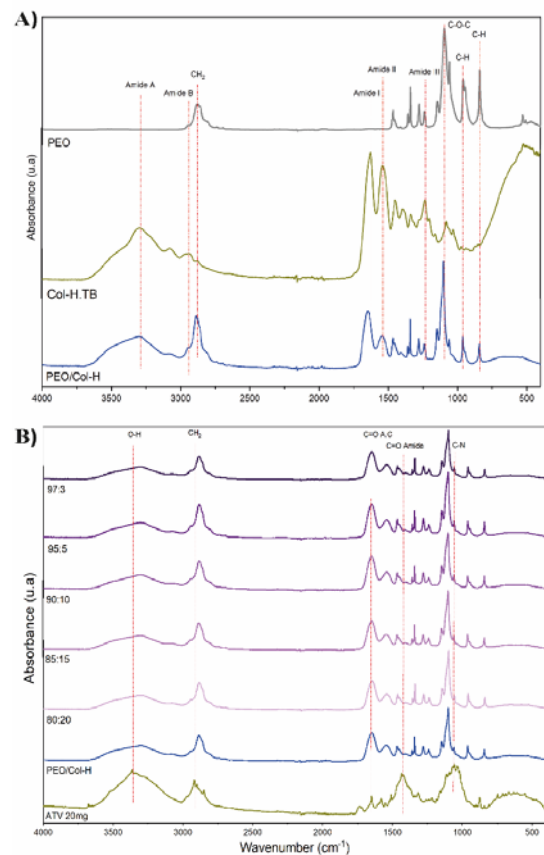 A)
C-O-C
C-H
C-H
Amide II
Amide III
CH2
Amide A
Amide B
Amide I
PEO
Col-H.TB
PEO/Col-H
Absorbance (u.a)
4000 3500 3000 2500 2000 1500 1000 500
B)
O-H
CH2
C=O A.C
C=O Amide
C-N
97:3
95:5
90:10
85:15
80:20
PEO/Col-H
ATV 20mg
Absorbance (u.a)
4000 3500 3000 2500 2000 1500 1000 500
Wavenumber (cm-1)